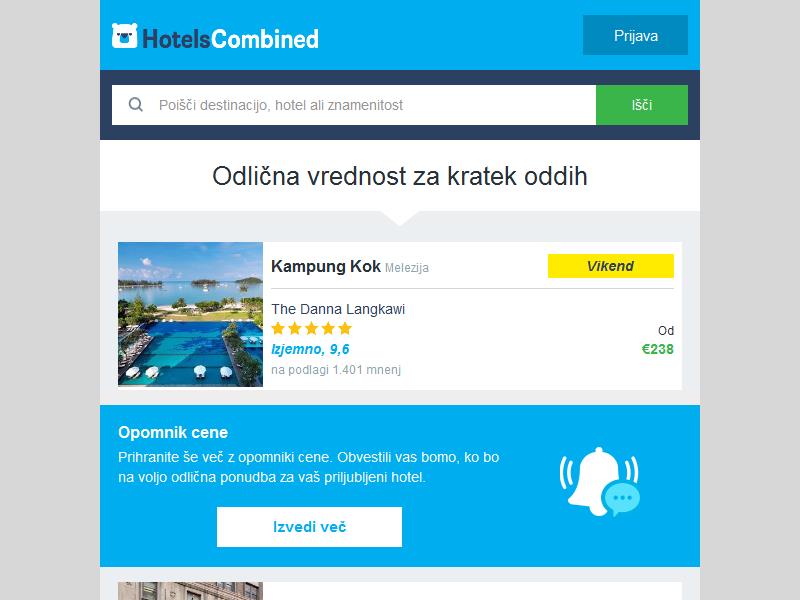 HotelsCombined
Prijava
Poišči destinacijo, hotel ali znamenitost
Išči
Odlična vrednost za kratek oddih
Kampung Kok Melezija
Vikend
The Danna Langkawi
Izjemno, 9,6
na podlagi 1.401 mnenj
Od
€238
Opomnik cene
Prihranite še več z opomniki cene. Obvestili vas bomo, ko bo
na voljo odlična ponudba za vaš priljubljeni hotel.
Izvedi več